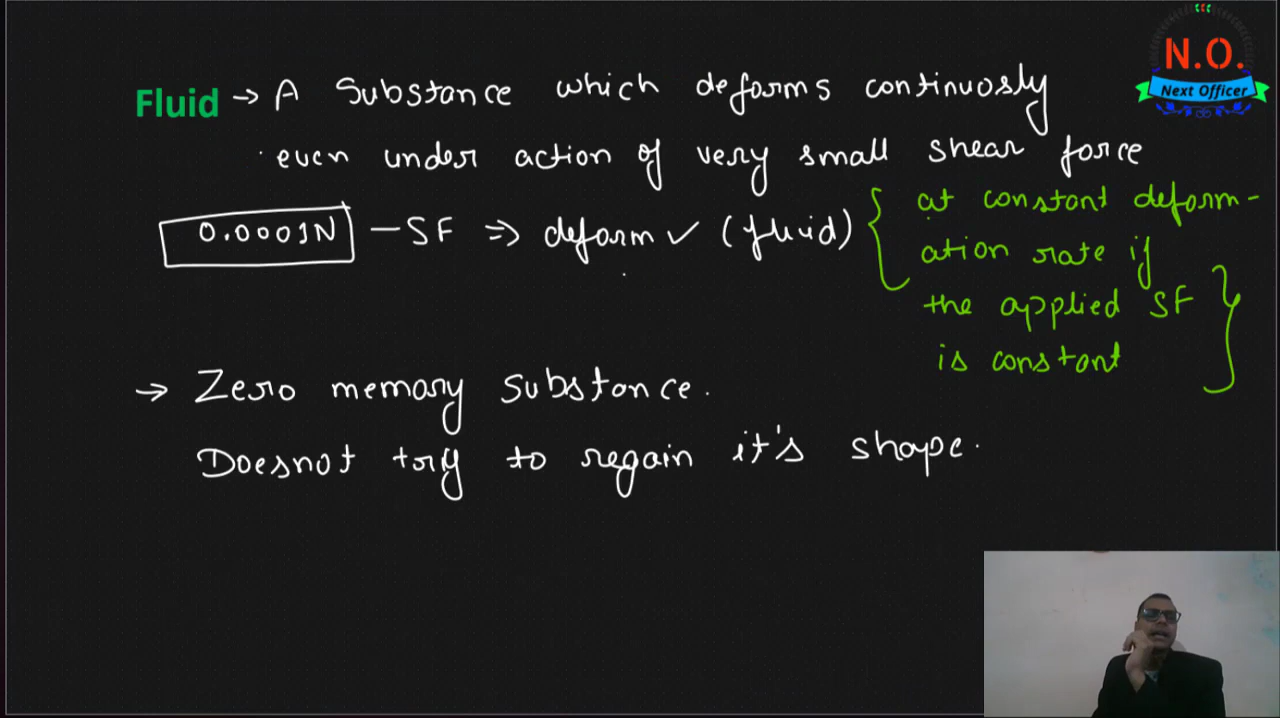 N.O.
Next Officer
Fluid → A Substance which deforms continuosly
even under action of very small shear force
0.0001N - SF ⇒ deform ✓ (fluid)
{ at constant deform-
ation rate if
the applied SF
is constant }
→ Zero memory substance.
Doesnot try to regain it's shape.